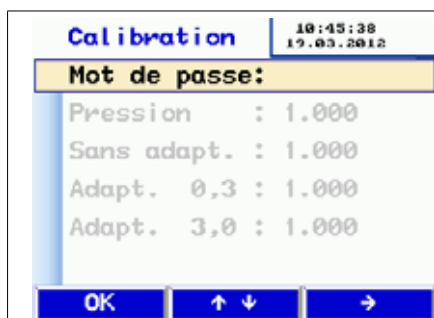 Calibration
10:45:38
19.03.2012
Mot de passe:
Pression : 1.000
Sans adapt. : 1.000
Adapt. 0,3 : 1.000
Adapt. 3,0 : 1.000
OK ↑ ↓ →